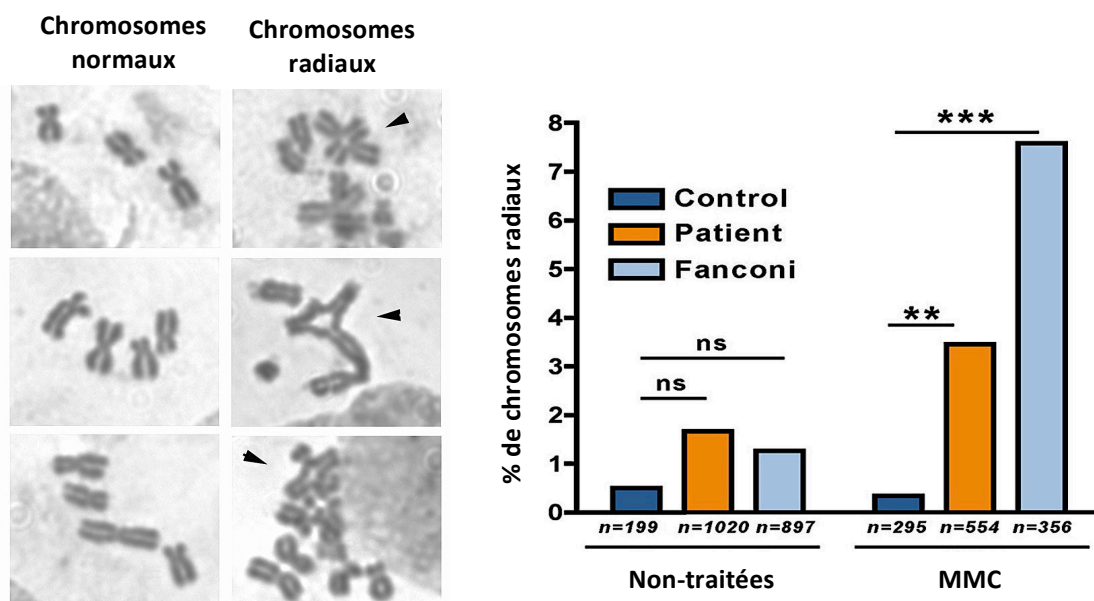 Chromosomes
normaux
Chromosomes
radiaux
% de chromosomes radiaux
8
7
6
5
4
3
2
1
0
Control
Patient
Fanconi
***
**
ns
ns
n=199 n=1020 n=897 n=295 n=554 n=356
Non-traitées MMC